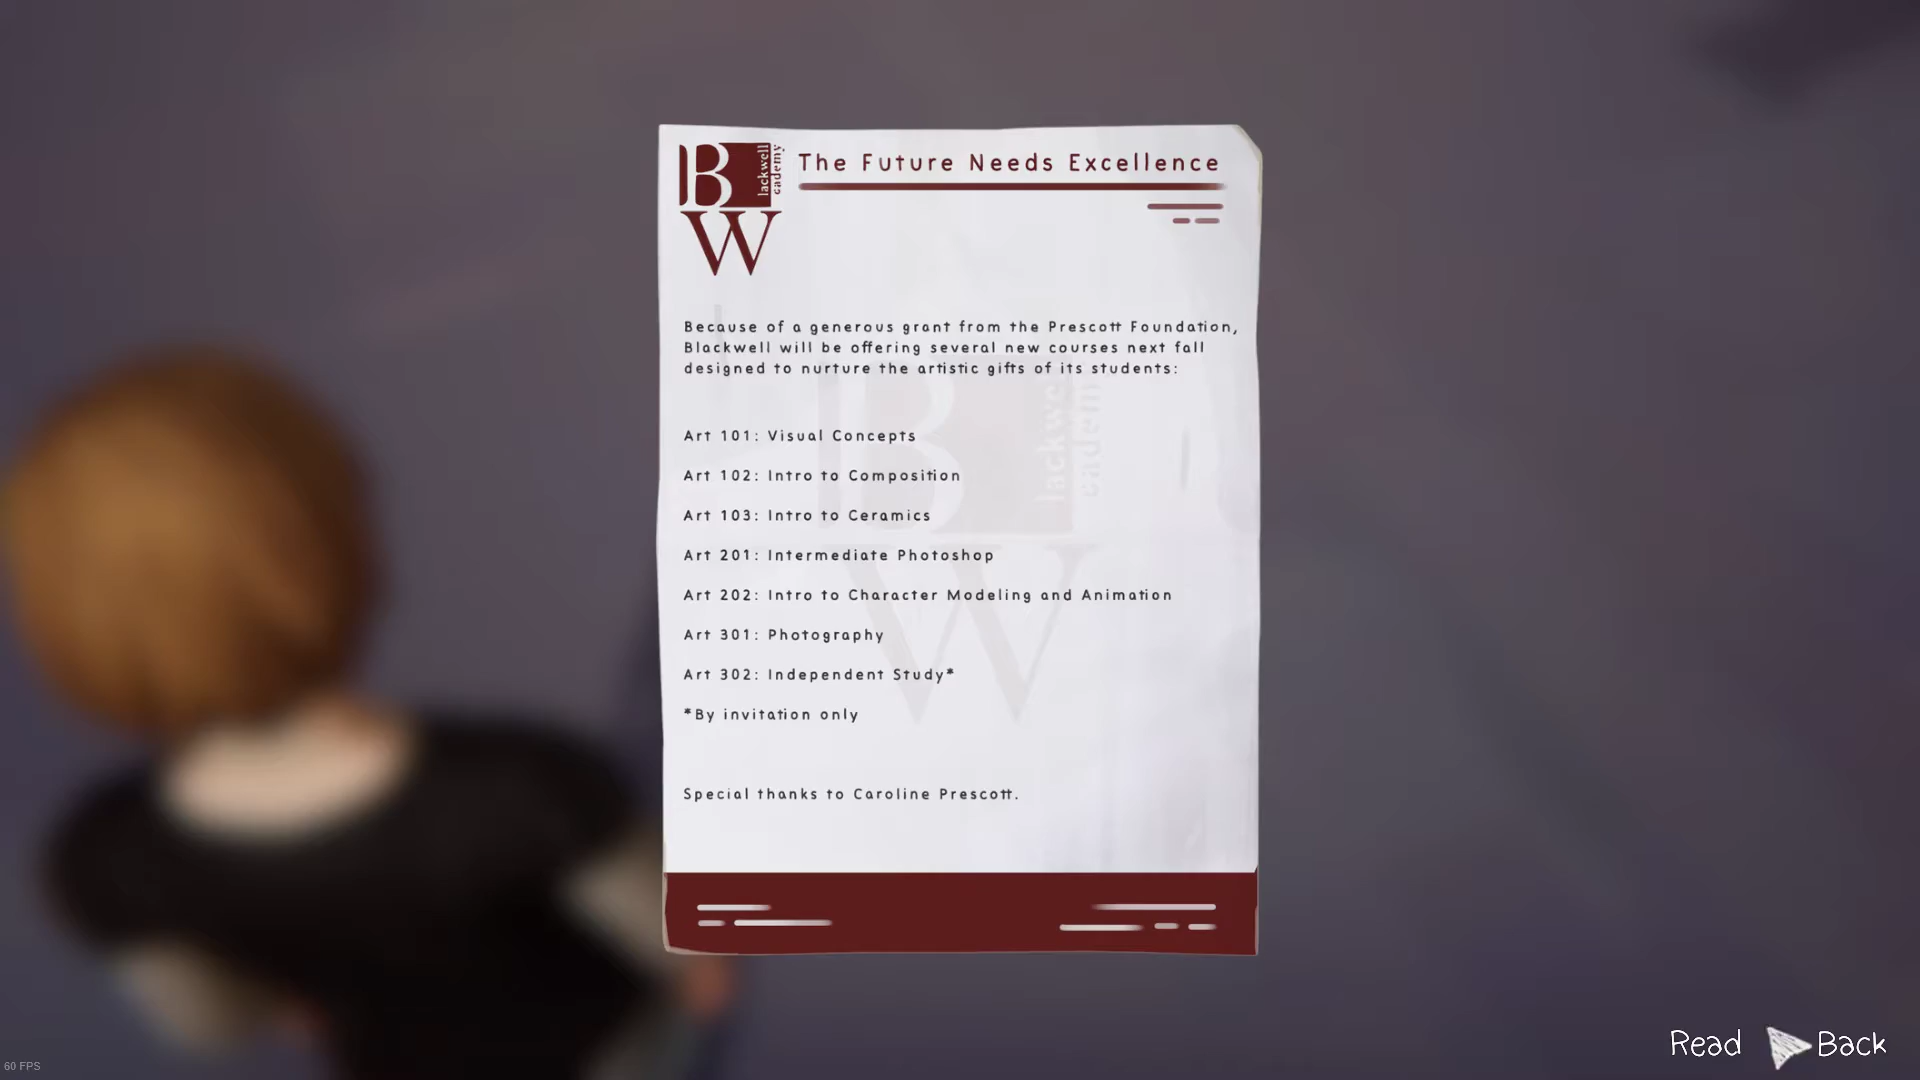 B lackwell cademy
W
The Future Needs Excellence
Because of a generous grant from the Prescott Foundation,
Blackwell will be offering several new courses next fall
designed to nurture the artistic gifts of its students:
Art 101: Visual Concepts
Art 102: Intro to Composition
Art 103: Intro to Ceramics
Art 201: Intermediate Photoshop
Art 202: Intro to Character Modeling and Animation
Art 301: Photography
Art 302: Independent Study*
*By invitation only
Special thanks to Caroline Prescott.
Read Back
60 FPS